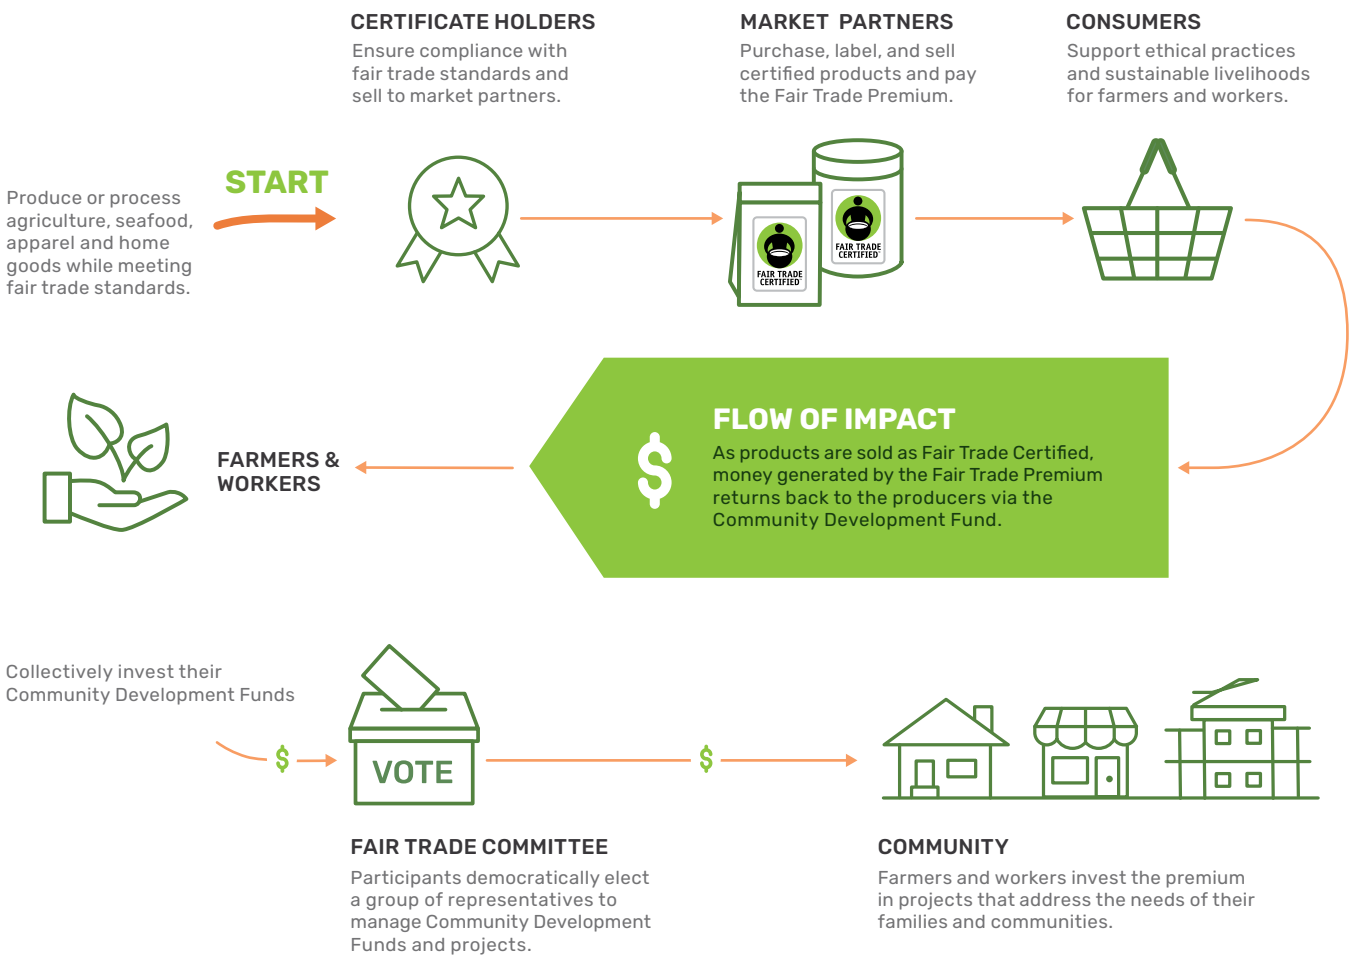 CERTIFICATE HOLDERS
Ensure compliance with
fair trade standards and
sell to market partners.
MARKET PARTNERS
Purchase, label, and sell
certified products and pay
the Fair Trade Premium.
CONSUMERS
Support ethical practices
and sustainable livelihoods
for farmers and workers.
START
Produce or process
agriculture, seafood,
apparel and home
goods while meeting
fair trade standards.
FAIR TRADE
CERTIFIED™
FAIR TRADE
CERTIFIED™
FARMERS &
WORKERS
$
FLOW OF IMPACT
As products are sold as Fair Trade Certified,
money generated by the Fair Trade Premium
returns back to the producers via the
Community Development Fund.
Collectively invest their
Community Development Funds
$
VOTE
$
FAIR TRADE COMMITTEE
Participants democratically elect
a group of representatives to
manage Community Development
Funds and projects.
COMMUNITY
Farmers and workers invest the premium
in projects that address the needs of their
families and communities.